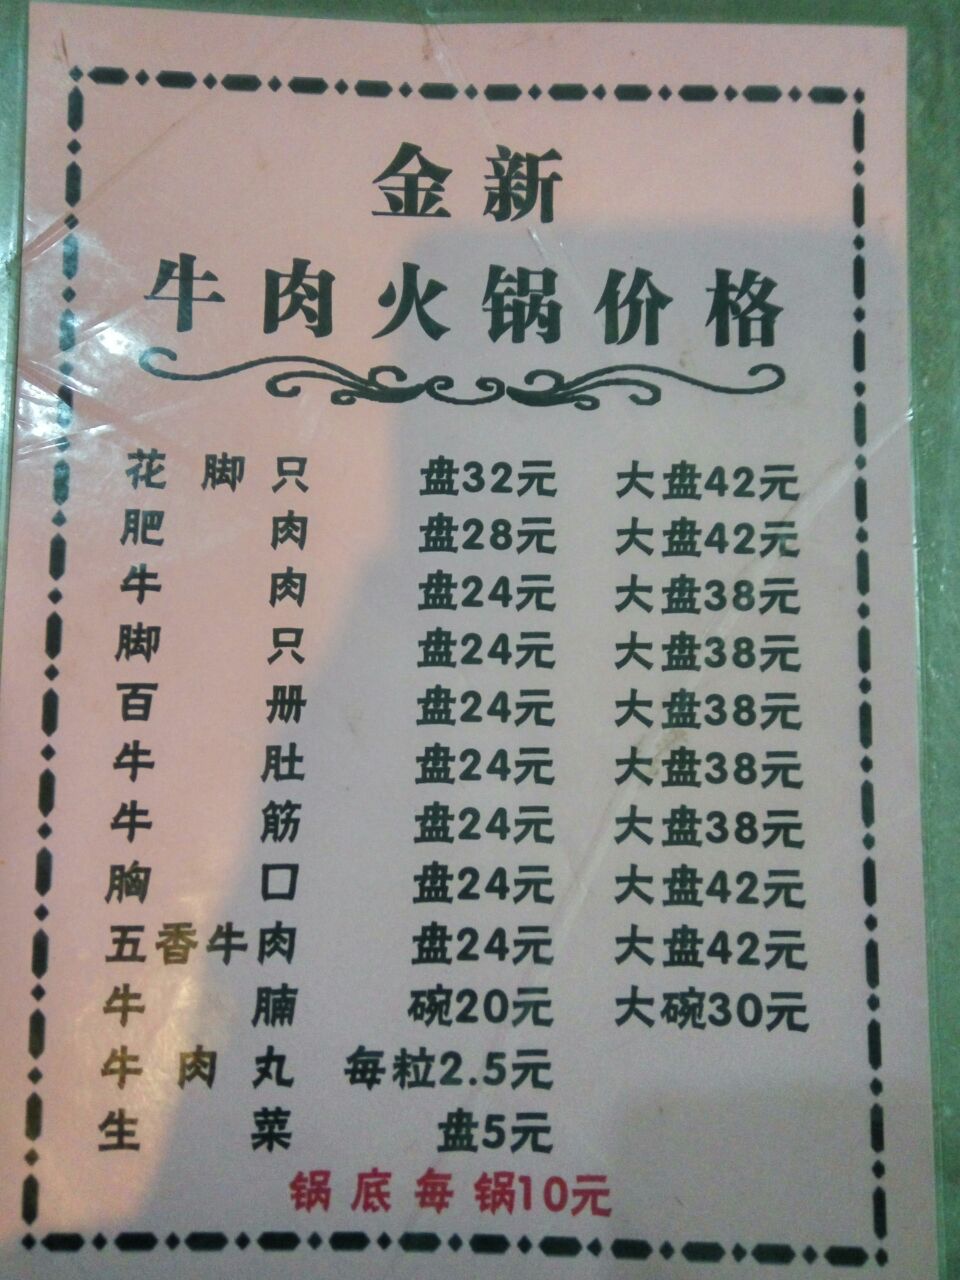 金新
牛肉火锅价格
花脚只 盘32元 大盘42元
肥肉 盘28元 大盘42元
牛肉 盘24元 大盘38元
脚只 盘24元 大盘38元
百册 盘24元 大盘38元
牛肚 盘24元 大盘38元
牛筋 盘24元 大盘38元
胸口 盘24元 大盘42元
五香牛肉 盘24元 大盘42元
牛腩 碗20元 大碗30元
牛肉丸 每粒2.5元
生菜 盘5元
锅底每锅10元